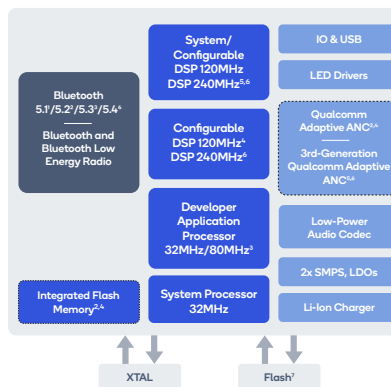 Bluetooth
5.1¹/5.2²/5.3³/5.4⁴
Bluetooth and
Bluetooth Low
Energy Radio
Integrated Flash
Memory²,⁴
System/
Configurable
DSP 120MHz
DSP 240MHz⁵,⁶
Configurable
DSP 120MHz⁴
DSP 240MHz⁶
Developer
Application
Processor
32MHz/80MHz³
System Processor
32MHz
IO & USB
LED Drivers
Qualcomm
Adaptive ANC³,⁴
3rd-Generation
Qualcomm Adaptive
ANC⁵,⁶
Low-Power
Audio Codec
2x SMPS, LDOs
Li-Ion Charger
XTAL
Flash⁷